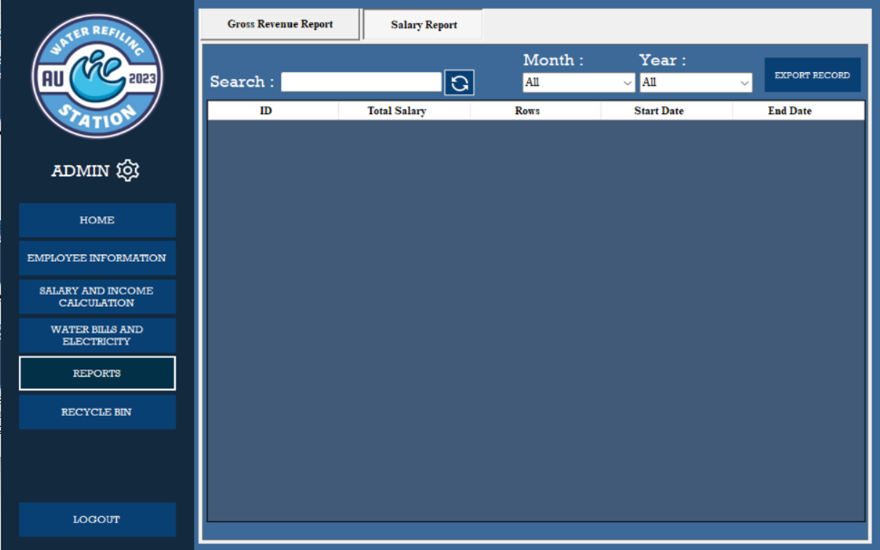 WATER REFILING
AUVIE 2023
STATION
ADMIN
HOME
EMPLOYEE INFORMATION
SALARY AND INCOME
CALCULATION
WATER BILLS AND
ELECTRICITY
REPORTS
RECYCLE BIN
LOGOUT
Gross Revenue Report
Salary Report
Month :
Year :
Search :
All
All
EXPORT RECORD
ID
Total Salary
Rows
Start Date
End Date